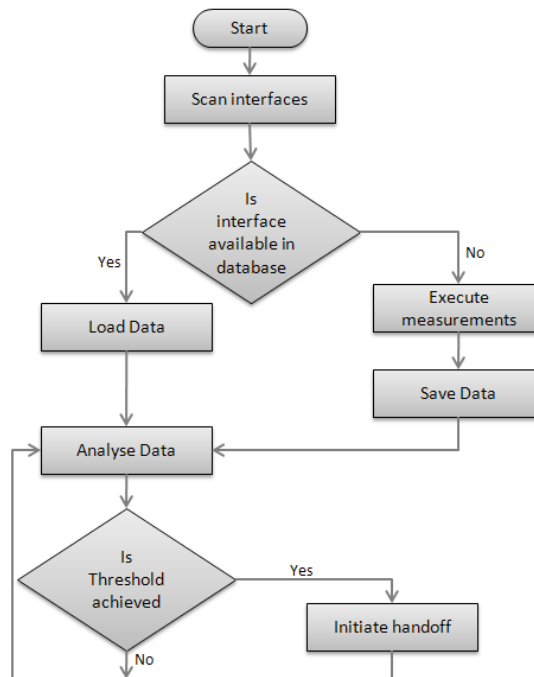 Start
Scan interfaces
Is
interface
available in
database
Yes
No
Load Data
Execute
measurements
Save Data
Analyse Data
Is
Threshold
achieved
Yes
Initiate handoff
No